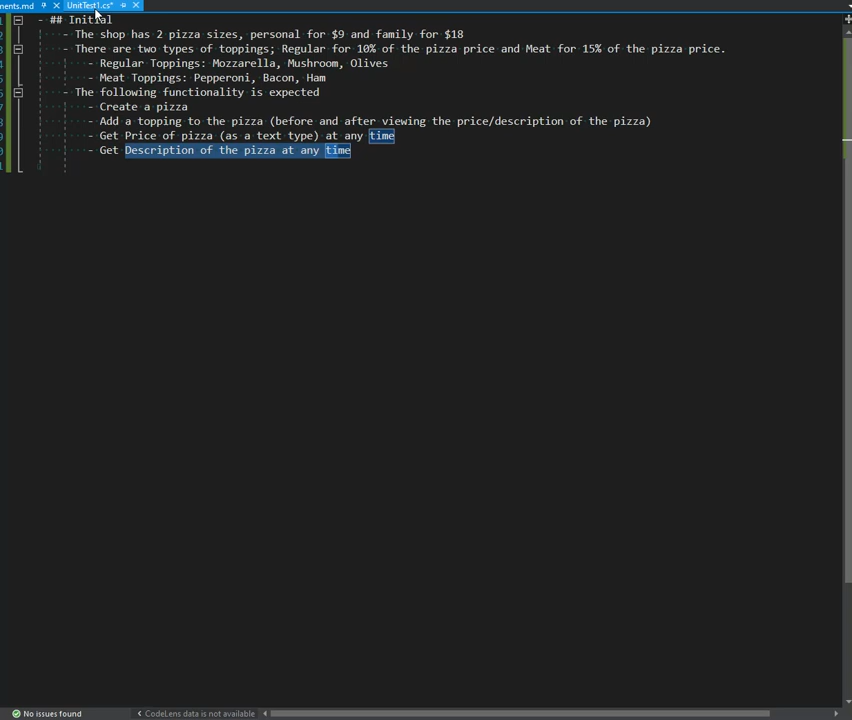 ments.md UnitTest1.cs*
- ## Initial
- The shop has 2 pizza sizes, personal for $9 and family for $18
- There are two types of toppings; Regular for 10% of the pizza price and Meat for 15% of the pizza price.
- Regular Toppings: Mozzarella, Mushroom, Olives
- Meat Toppings: Pepperoni, Bacon, Ham
- The following functionality is expected
- Create a pizza
- Add a topping to the pizza (before and after viewing the price/description of the pizza)
- Get Price of pizza (as a text type) at any time
- Get Description of the pizza at any time
No issues found CodeLens data is not available